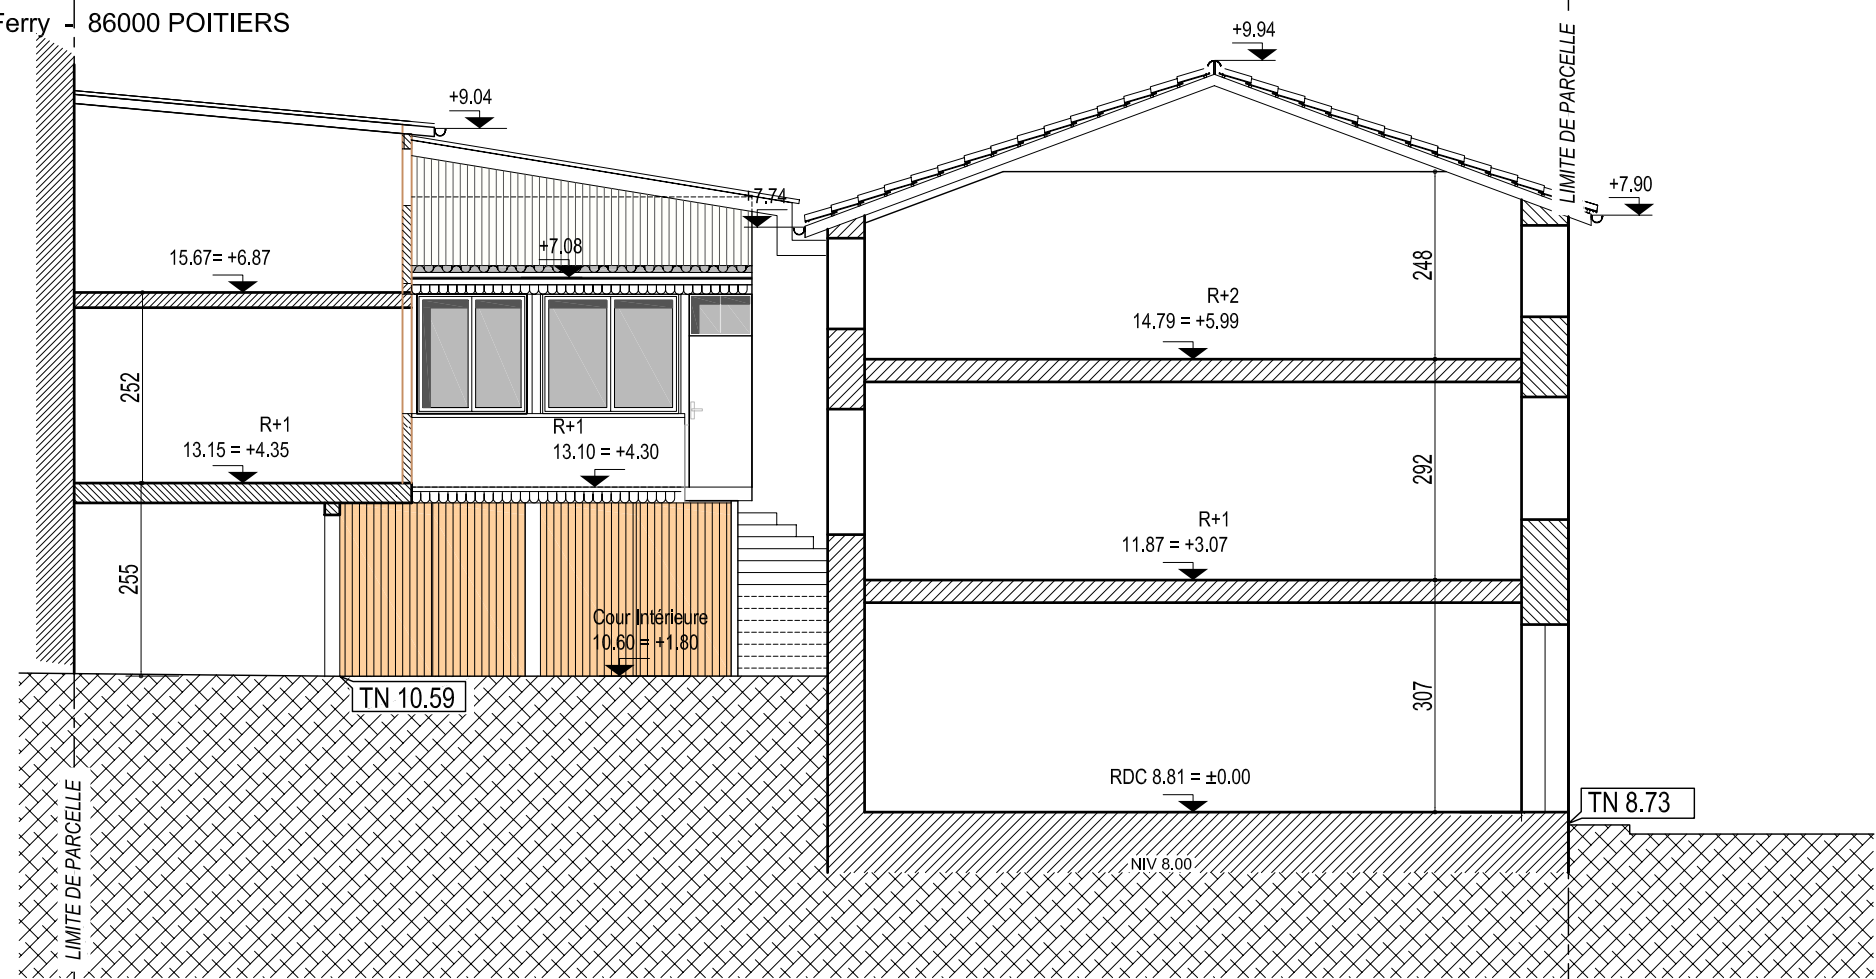 Ferry - 86000 POITIERS
+9.94
LIMITE DE PARCELLE
+9.04
+7.74
+7.90
15.67= +6.87
+7.08
248
R+2
14.79 = +5.99
252
R+1
13.15 = +4.35
R+1
13.10 = +4.30
292
R+1
11.87 = +3.07
255
Cour Intérieure
10.60 = +1.80
TN 10.59
307
RDC 8.81 = ±0.00
TN 8.73
NIV 8.00
LIMITE DE PARCELLE